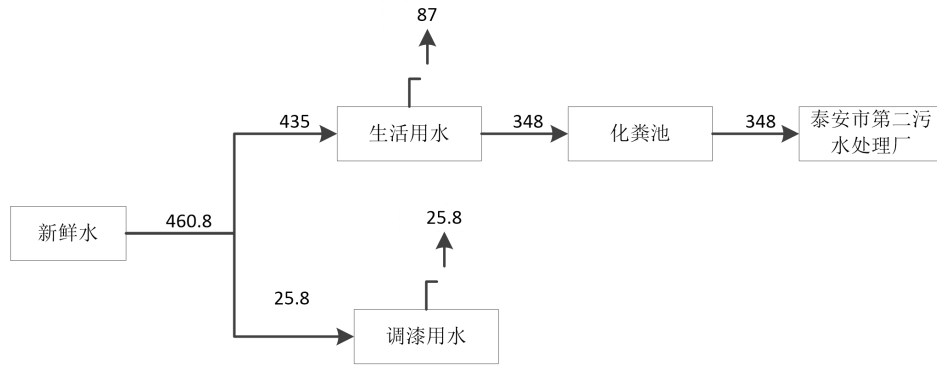 87
435
生活用水
348
化粪池
348
泰安市第二污
水处理厂
新鲜水
460.8
25.8
25.8
调漆用水